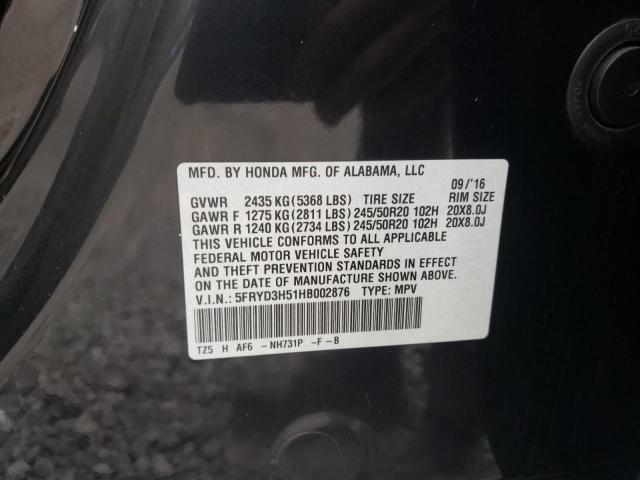 MFD. BY HONDA MFG. OF ALABAMA, LLC
09/'16
GVWR 2435 KG (5368 LBS) TIRE SIZE RIM SIZE
GAWR F 1275 KG (2811 LBS) 245/50R20 102H 20X8.0J
GAWR R 1240 KG (2734 LBS) 245/50R20 102H 20X8.0J
THIS VEHICLE CONFORMS TO ALL APPLICABLE
FEDERAL MOTOR VEHICLE SAFETY
AND THEFT PREVENTION STANDARDS IN EFFECT
ON THE DATE OF MANUFACTURE SHOWN ABOVE.
V.I.N.: 5FRYD3H51HB002876 TYPE: MPV
TZ5 H AF6 -NH731P -F-B